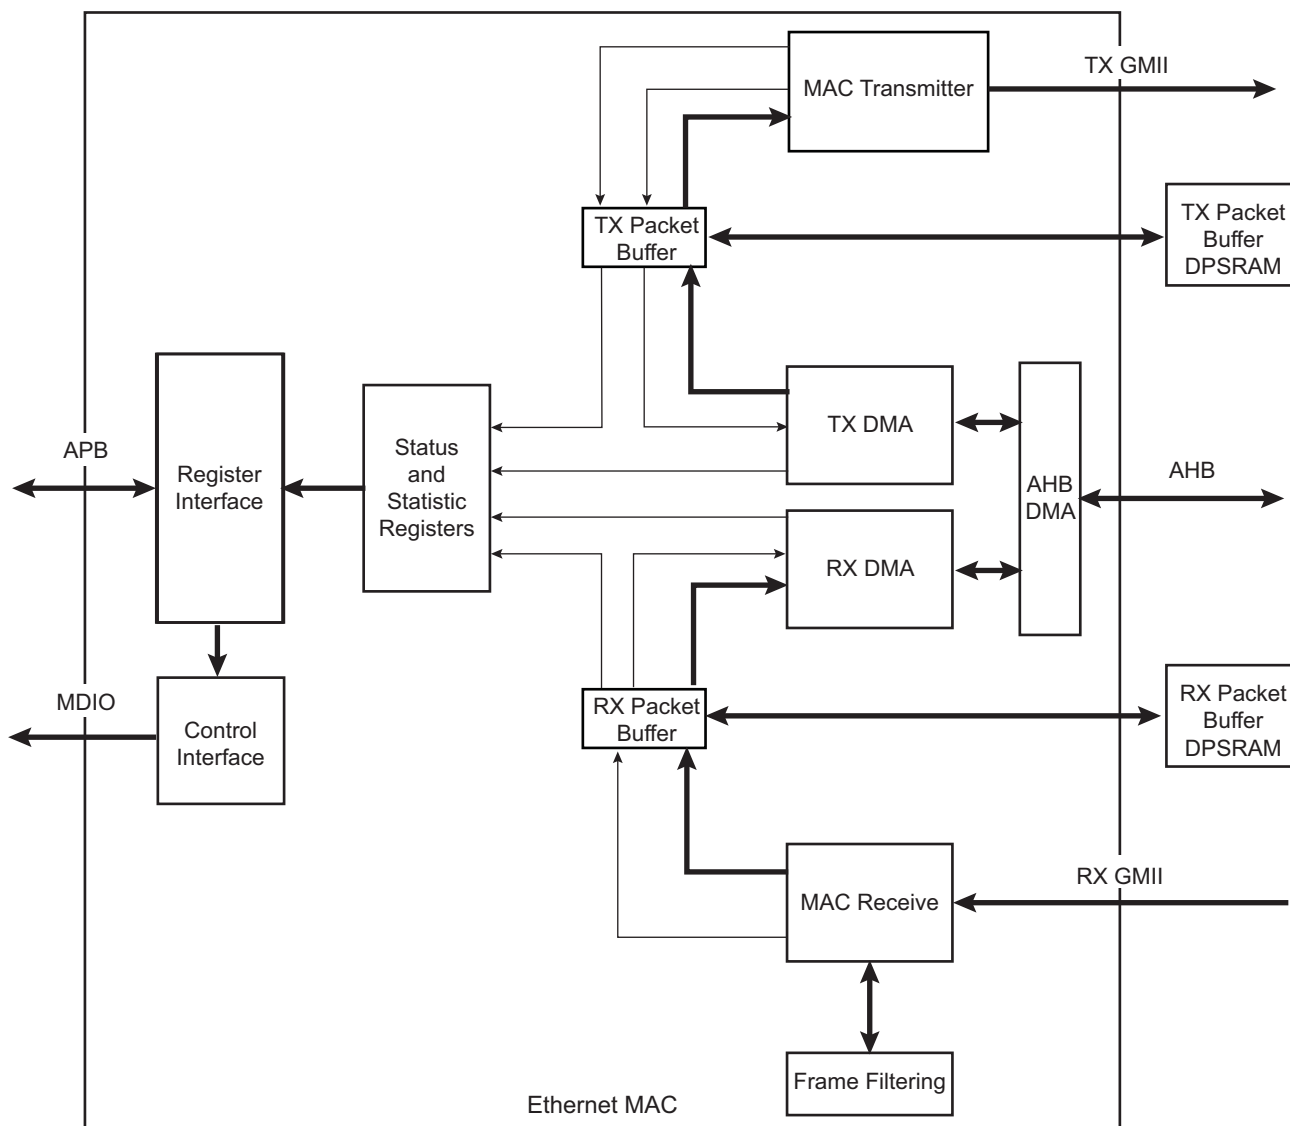 TX GMII
MAC Transmitter
TX Packet
Buffer
TX Packet
Buffer
DPSRAM
APB
Register
Interface
Status
and
Statistic
Registers
TX DMA
RX DMA
AHB
DMA
AHB
MDIO
Control
Interface
RX Packet
Buffer
RX Packet
Buffer
DPSRAM
MAC Receive
RX GMII
Frame Filtering
Ethernet MAC